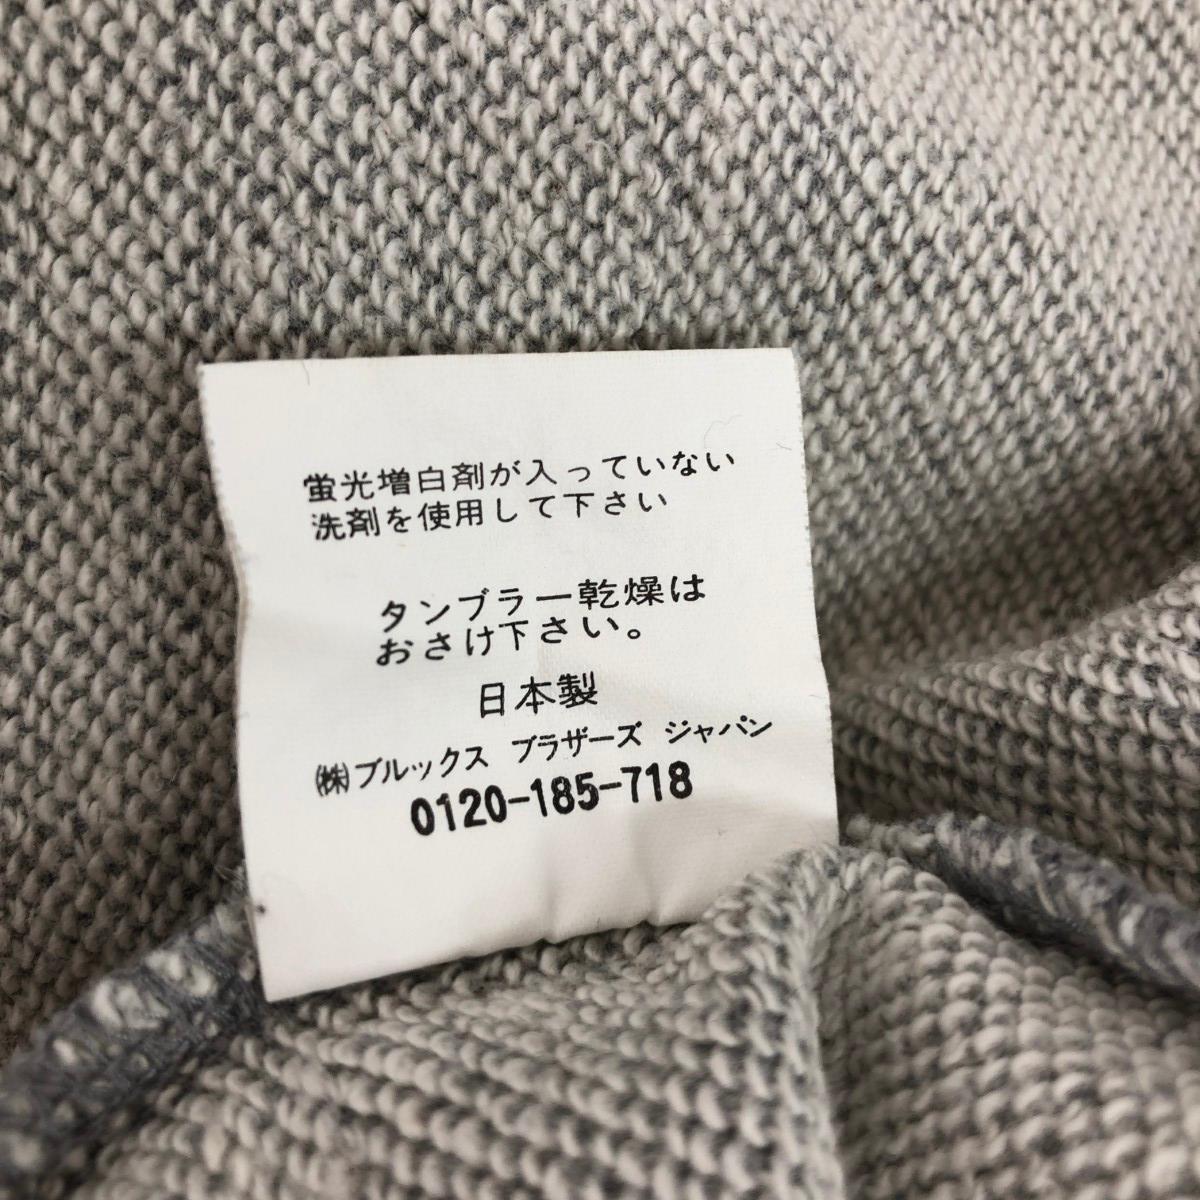 蛍光増白剤が入っていない
洗剤を使用して下さい
タンブラー乾燥は
おさけ下さい。
日本製
㈱ブルックス ブラザーズ ジャパン
0120-185-718